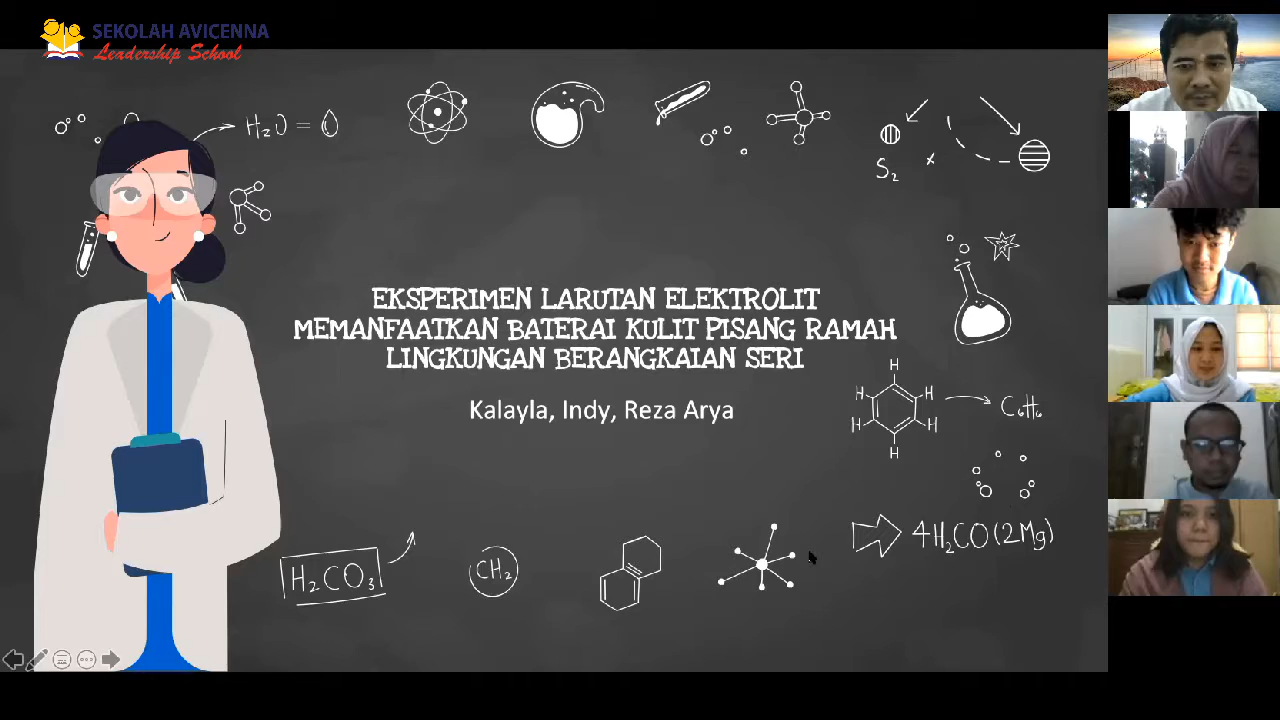 SEKOLAH AVICENNA
Leadership School
H₂O =
S₂
EKSPERIMEN LARUTAN ELEKTROLIT
MEMANFAATKAN BATERAI KULIT PISANG RAMAH
LINGKUNGAN BERANGKAIAN SERI
Kalayla, Indy, Reza Arya
H
H H
H H
H
C₆H₆
4H₂CO(2Mg)
H₂CO₃
CH₂